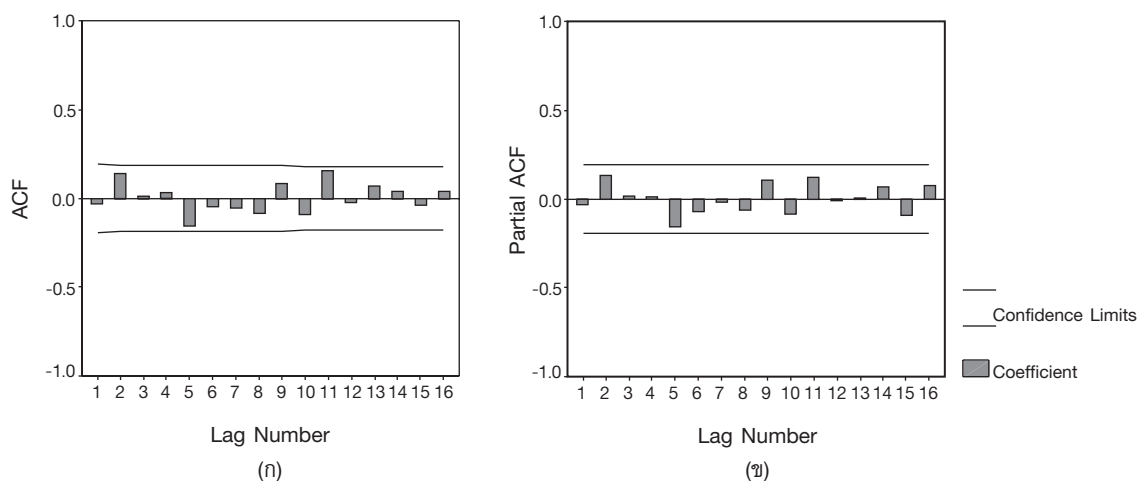 1.0
0.5
0.0
-0.5
-1.0
ACF
1 2 3 4 5 6 7 8 9 10 11 12 13 14 15 16
Lag Number
(ก)
1.0
0.5
0.0
-0.5
-1.0
Partial ACF
1 2 3 4 5 6 7 8 9 10 11 12 13 14 15 16
Lag Number
(ข)
Confidence Limits
Coefficient